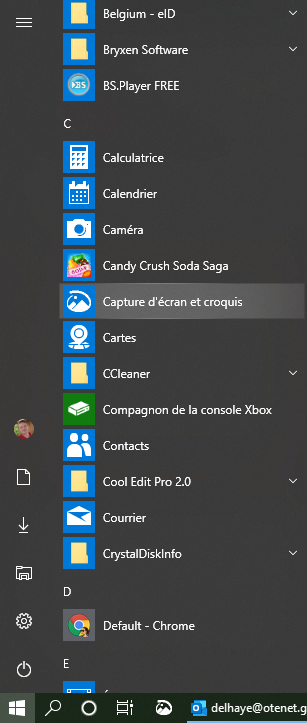 Belgium - eID
Bryxen Software
BS.Player FREE
C
Calculatrice
Calendrier
Caméra
Candy Crush Soda Saga
Capture d'écran et croquis
Cartes
CCleaner
Compagnon de la console Xbox
Contacts
Cool Edit Pro 2.0
Courrier
CrystalDiskInfo
D
Default - Chrome
E
delhaye@otenet.g